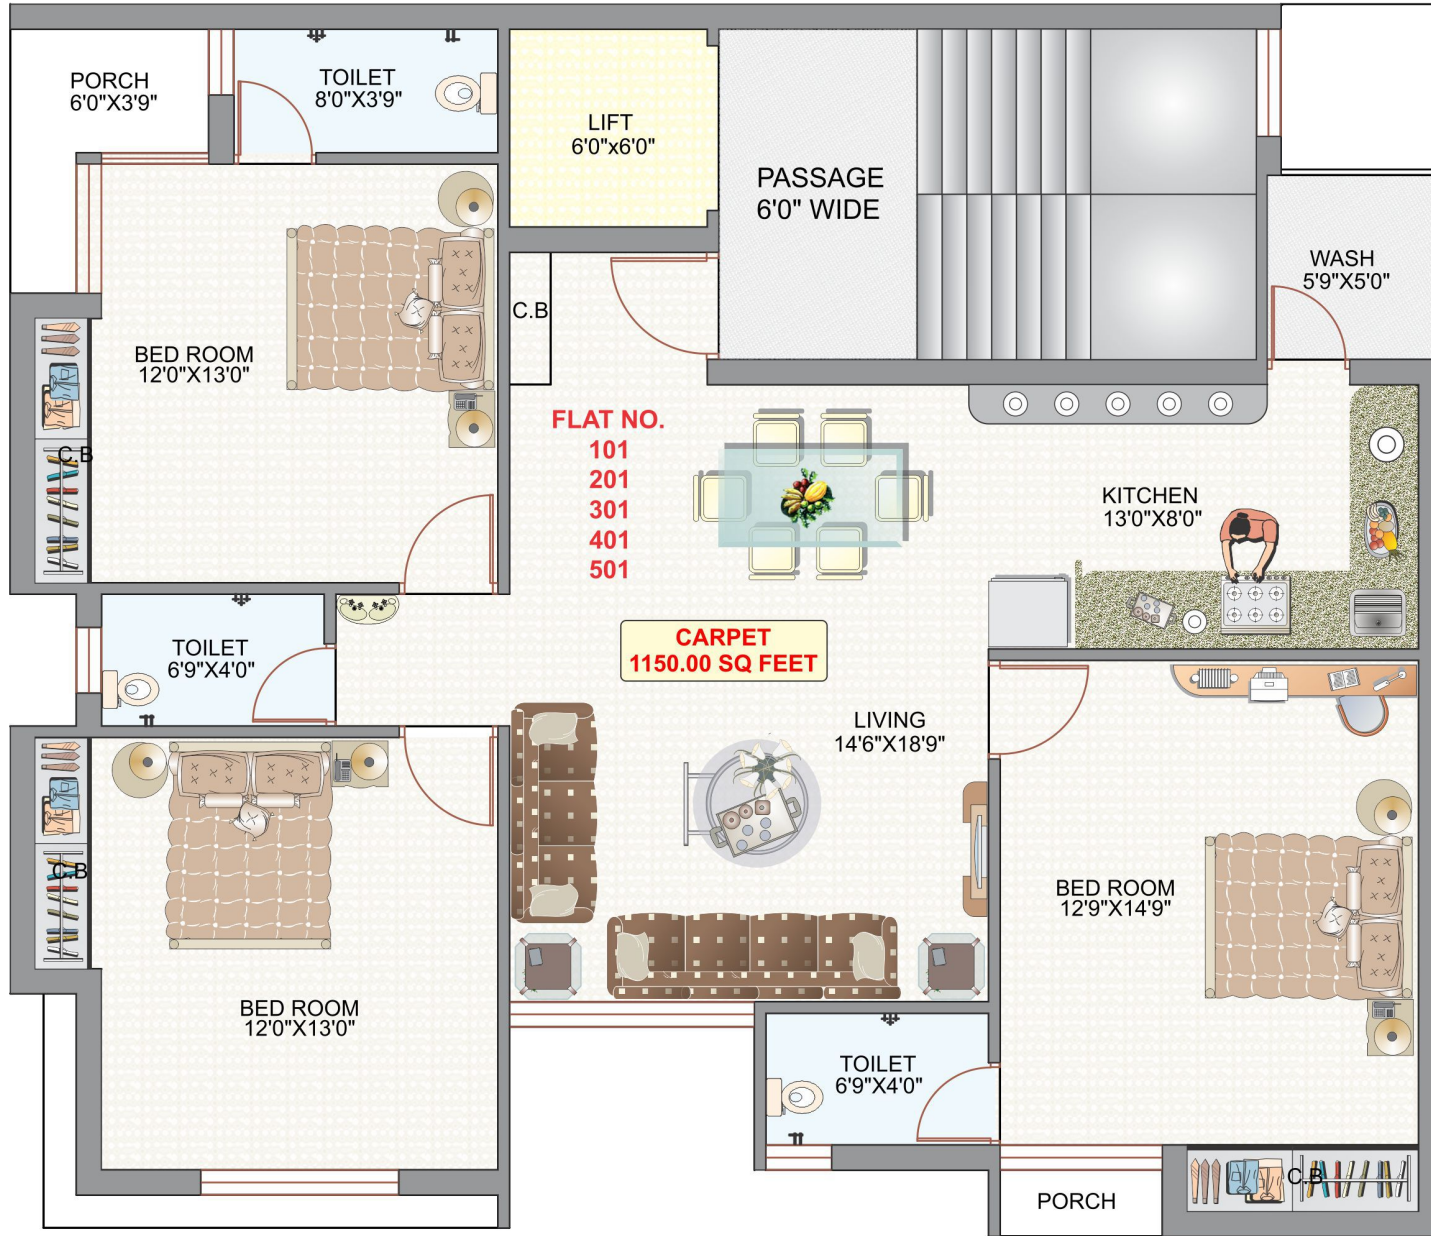 PORCH
6'0"X3'9"
TOILET
8'0"X3'9"
LIFT
6'0"x6'0"
PASSAGE
6'0" WIDE
WASH
5'9"X5'0"
C.B
BED ROOM
12'0"X13'0"
C.B
FLAT NO.
101
201
301
401
501
KITCHEN
13'0"X8'0"
TOILET
6'9"X4'0"
CARPET
1150.00 SQ FEET
LIVING
14'6"X18'9"
C.B
BED ROOM
12'9"X14'9"
BED ROOM
12'0"X13'0"
TOILET
6'9"X4'0"
C.B
PORCH